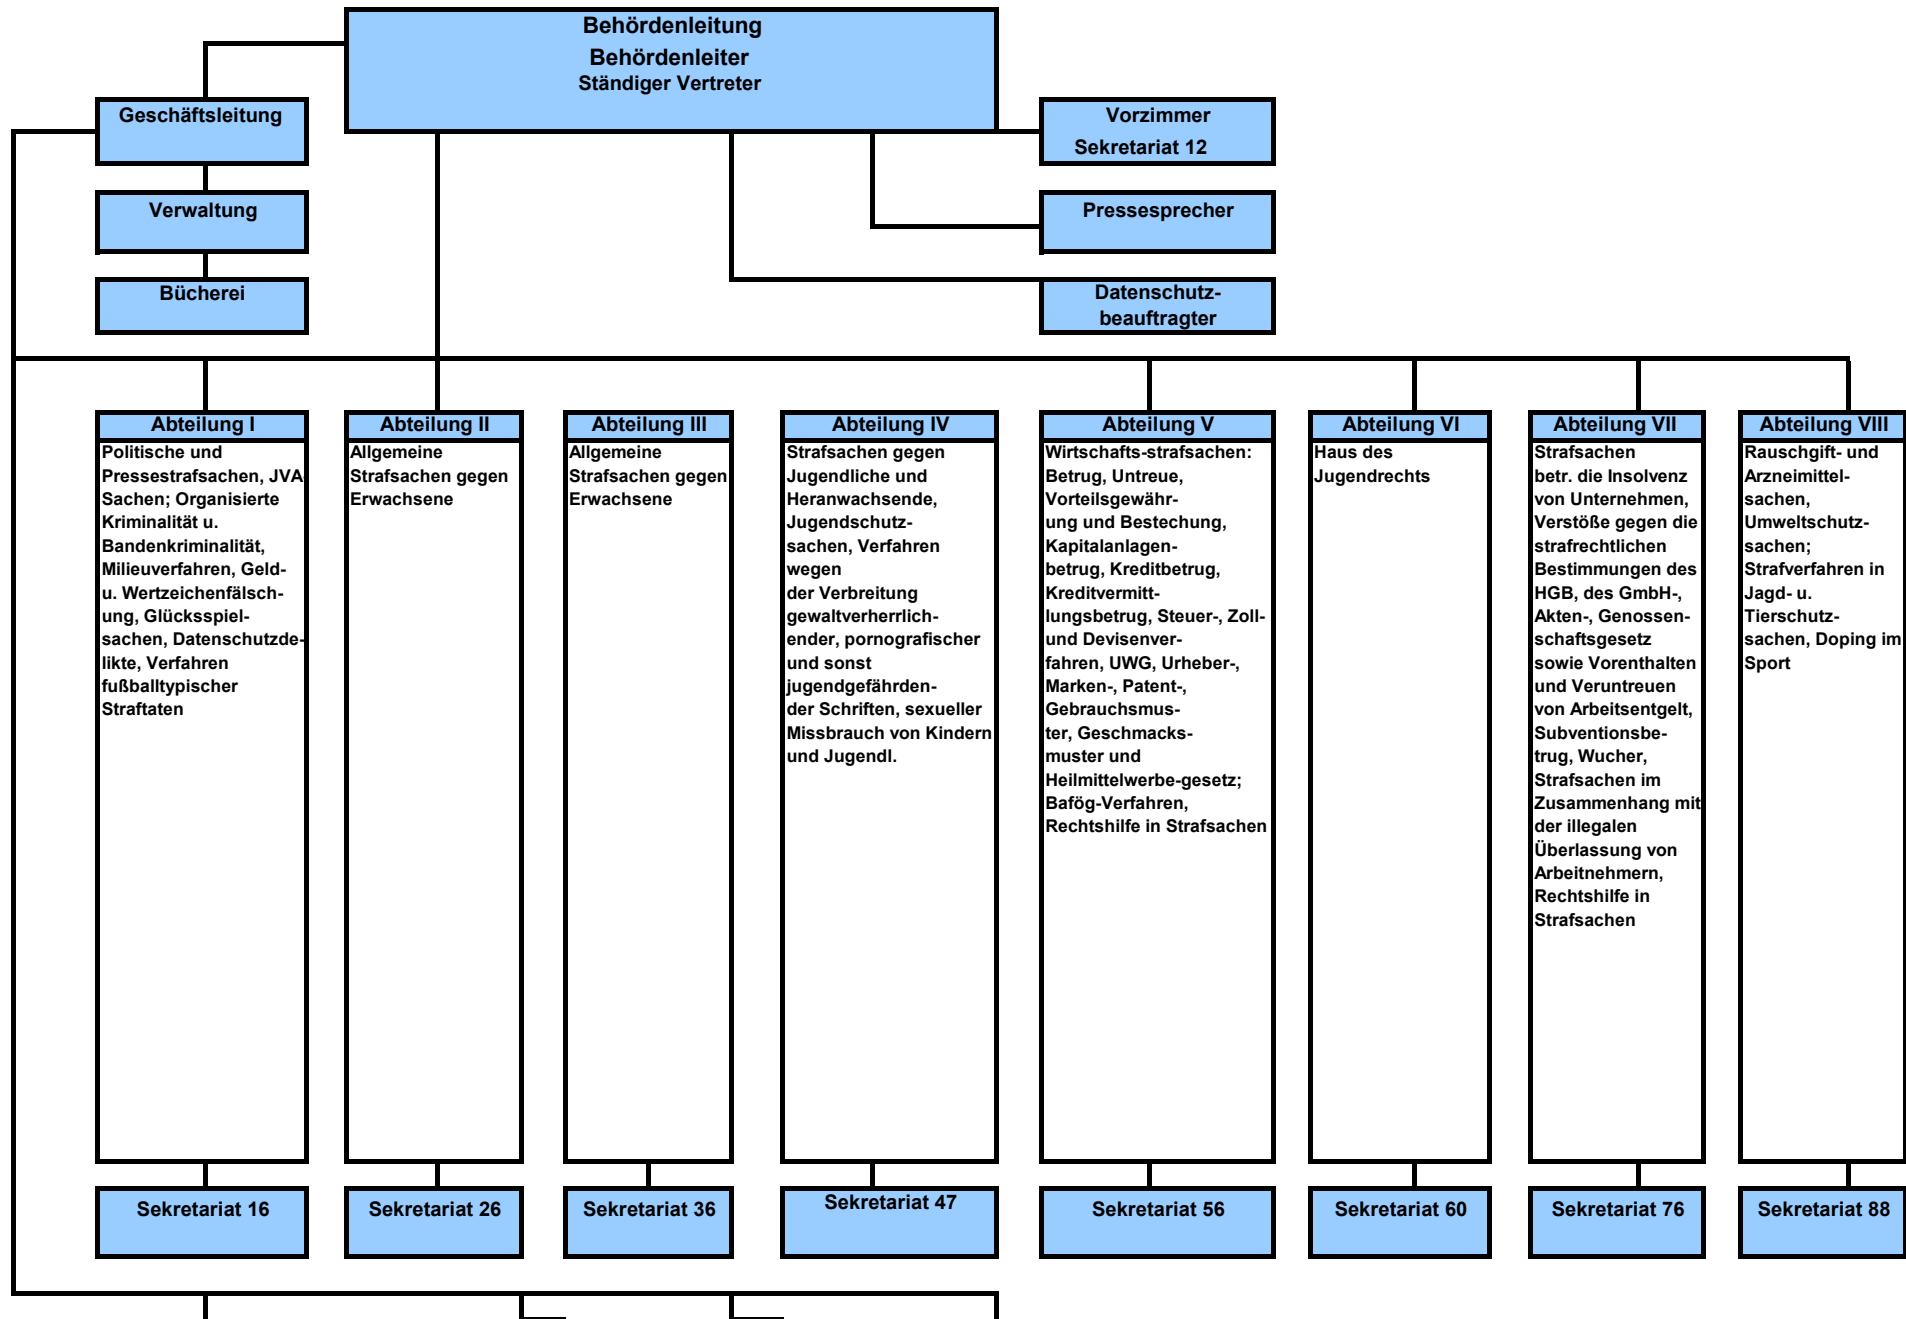 Behördenleitung
Behördenleiter
Ständiger Vertreter
Geschäftsleitung
Vorzimmer
Sekretariat 12
Verwaltung
Pressesprecher
Bücherei
Datenschutz-
beauftragter
Abteilung I
Politische und
Pressestrafsachen, JVA
Sachen; Organisierte
Kriminalität u.
Bandenkriminalität,
Milieuverfahren, Geld-
u. Wertzeichenfälsch-
ung, Glücksspiel-
sachen, Datenschutzde-
likte, Verfahren
fußballtypischer
Straftaten
Sekretariat 16
Abteilung II
Allgemeine
Strafsachen gegen
Erwachsene
Sekretariat 26
Abteilung III
Allgemeine
Strafsachen gegen
Erwachsene
Sekretariat 36
Abteilung IV
Strafsachen gegen
Jugendliche und
Heranwachsende,
Jugendschutz-
sachen, Verfahren
wegen
der Verbreitung
gewaltverherrlich-
ender, pornografischer
und sonst
jugendgefährden-
der Schriften, sexueller
Missbrauch von Kindern
und Jugendl.
Sekretariat 47
Abteilung V
Wirtschafts-strafsachen:
Betrug, Untreue,
Vorteilsgewähr-
ung und Bestechung,
Kapitalanlagen-
betrug, Kreditbetrug,
Kreditvermitt-
lungsbetrug, Steuer-, Zoll-
und Devisenver-
fahren, UWG, Urheber-,
Marken-, Patent-,
Gebrauchsmus-
ter, Geschmacks-
muster und
Heilmittelwerbe-gesetz;
Bafög-Verfahren,
Rechtshilfe in Strafsachen
Sekretariat 56
Abteilung VI
Haus des
Jugendrechts
Sekretariat 60
Abteilung VII
Strafsachen
betr. die Insolvenz
von Unternehmen,
Verstöße gegen die
strafrechtlichen
Bestimmungen des
HGB, des GmbH-,
Akten-, Genossen-
schaftsgesetz
sowie Vorenthalten
und Veruntreuen
von Arbeitsentgelt,
Subventionsbe-
trug, Wucher,
Strafsachen im
Zusammenhang mit
der illegalen
Überlassung von
Arbeitnehmern,
Rechtshilfe in
Strafsachen
Sekretariat 76
Abteilung VIII
Rauschgift- und
Arzneimittel-
sachen,
Umweltschutz-
sachen;
Strafverfahren in
Jagd- u.
Tierschutz-
sachen, Doping im
Sport
Sekretariat 88